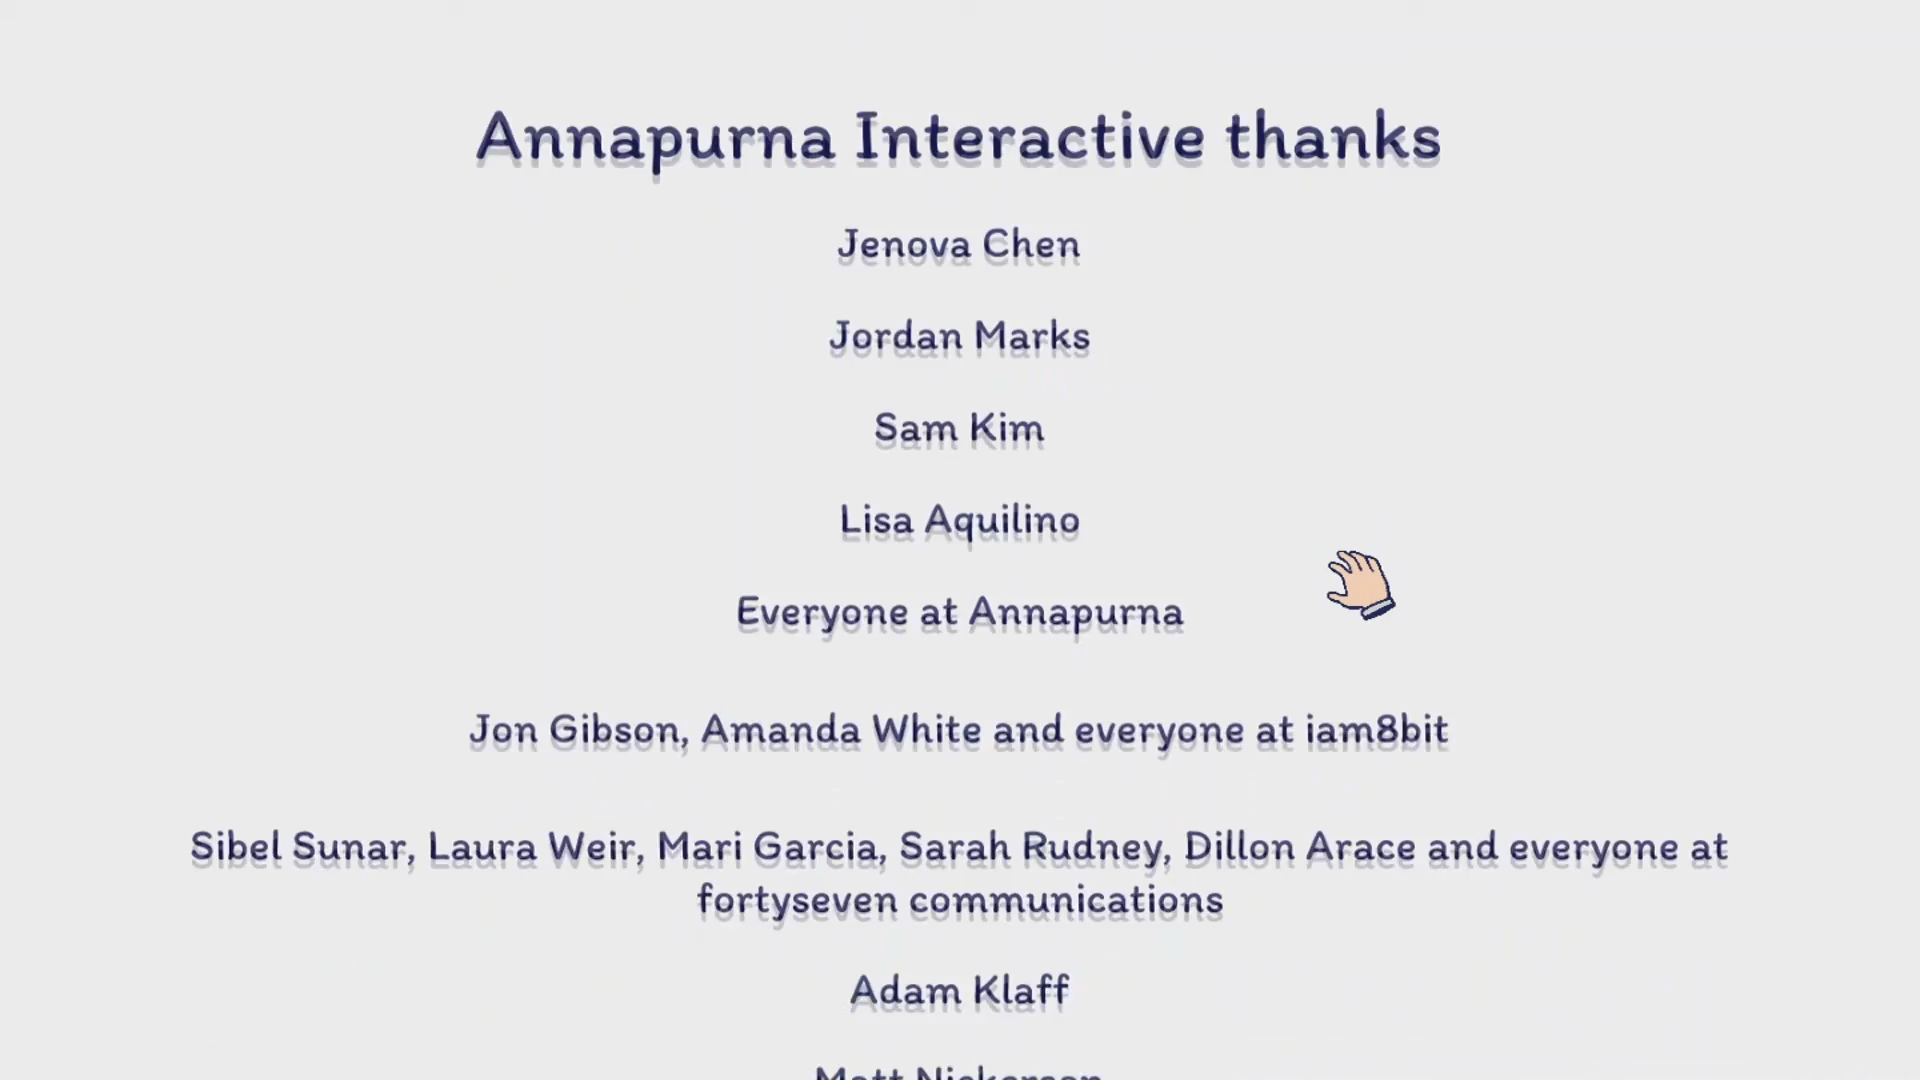 Annapurna Interactive thanks
Jenova Chen
Jordan Marks
Sam Kim
Lisa Aquilino
Everyone at Annapurna
Jon Gibson, Amanda White and everyone at iam8bit
Sibel Sunar, Laura Weir, Mari Garcia, Sarah Rudney, Dillon Arace and everyone at
fortyseven communications
Adam Klaff